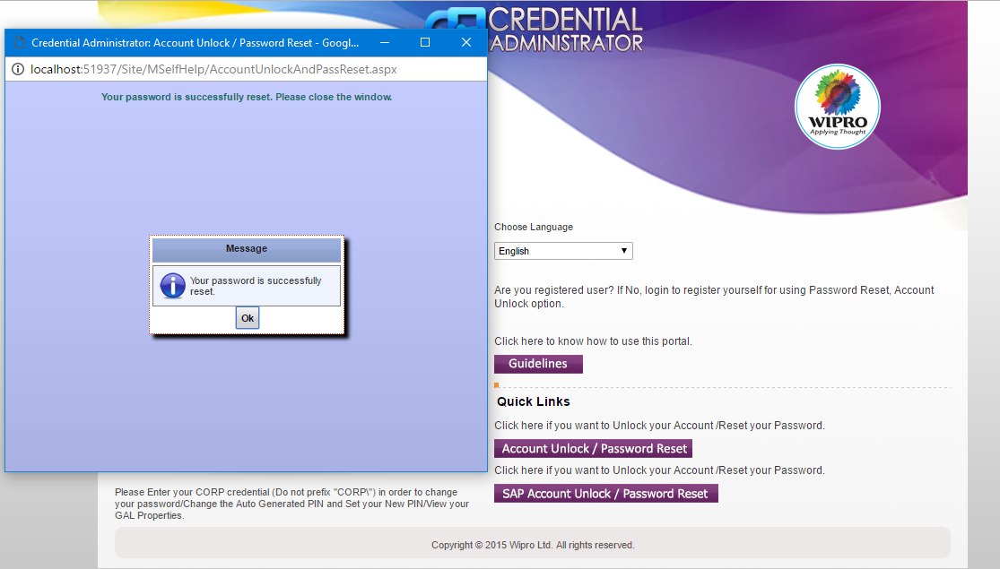 Credential Administrator: Account Unlock / Password Reset - Googl...
localhost:51937/Site/MSelfHelp/AccountUnlockAndPassReset.aspx
Your password is successfully reset. Please close the window.
Message
Your password is successfully
reset.
Ok
CREDENTIAL
ADMINISTRATOR
WIPRO
Applying Thought
Choose Language
English
Are you registered user? If No, login to register yourself for using Password Reset, Account
Unlock option.
Click here to know how to use this portal.
Guidelines
Quick Links
Click here if you want to Unlock your Account /Reset your Password.
Account Unlock / Password Reset
Click here if you want to Unlock your Account /Reset your Password.
SAP Account Unlock / Password Reset
Please Enter your CORP credential (Do not prefix "CORP\") in order to change
your password/Change the Auto Generated PIN and Set your New PIN/View your
GAL Properties.
Copyright © 2015 Wipro Ltd. All rights reserved.